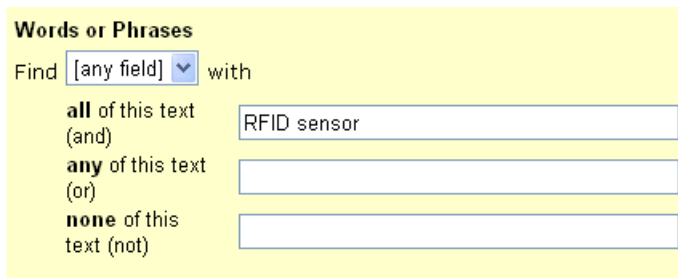 Words or Phrases
Find [any field] with
all of this text
(and)
RFID sensor
any of this text
(or)
none of this
text (not)